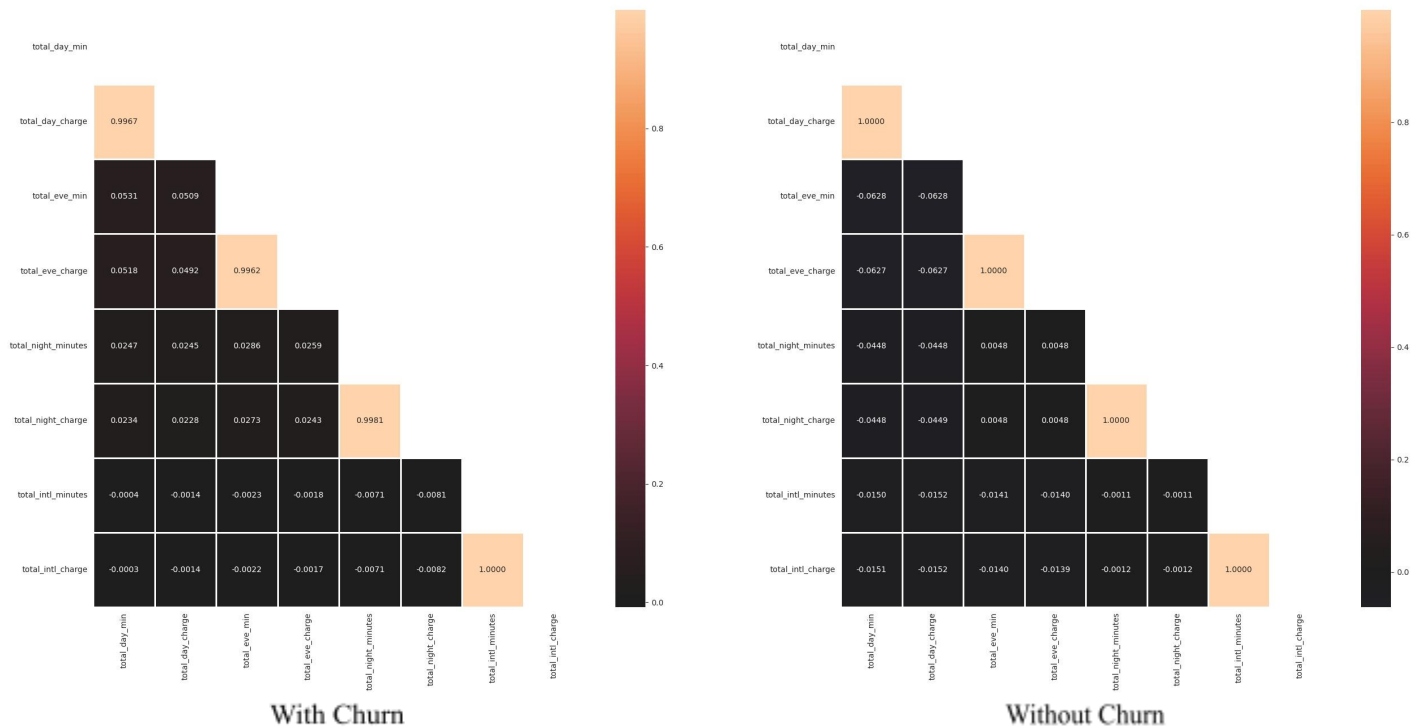 total_day_min
total_day_charge 0.9967
total_eve_min 0.0531 0.0509
total_eve_charge 0.0518 0.0492 0.9962
total_night_minutes 0.0247 0.0245 0.0286 0.0259
total_night_charge 0.0234 0.0228 0.0273 0.0243 0.9981
total_intl_minutes -0.0004 -0.0014 -0.0023 -0.0018 -0.0071 -0.0081
total_intl_charge -0.0003 -0.0014 -0.0022 -0.0017 -0.0071 -0.0082 1.0000
total_day_min total_day_charge total_eve_min total_eve_charge total_night_minutes total_night_charge total_intl_minutes total_intl_charge
0.8
0.6
0.4
0.2
0.0
With Churn
total_day_min
total_day_charge 1.0000
total_eve_min -0.0628 -0.0628
total_eve_charge -0.0627 -0.0627 1.0000
total_night_minutes -0.0448 -0.0448 0.0048 0.0048
total_night_charge -0.0448 -0.0449 0.0048 0.0048 1.0000
total_intl_minutes -0.0150 -0.0152 -0.0141 -0.0140 -0.0011 -0.0011
total_intl_charge -0.0151 -0.0152 -0.0140 -0.0139 -0.0012 -0.0012 1.0000
total_day_min total_day_charge total_eve_min total_eve_charge total_night_minutes total_night_charge total_intl_minutes total_intl_charge
0.8
0.6
0.4
0.2
0.0
Without Churn